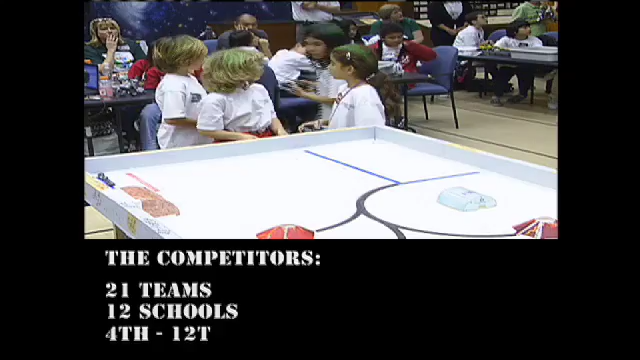 THE COMPETITORS:
21 TEAMS
12 SCHOOLS
4TH - 12T